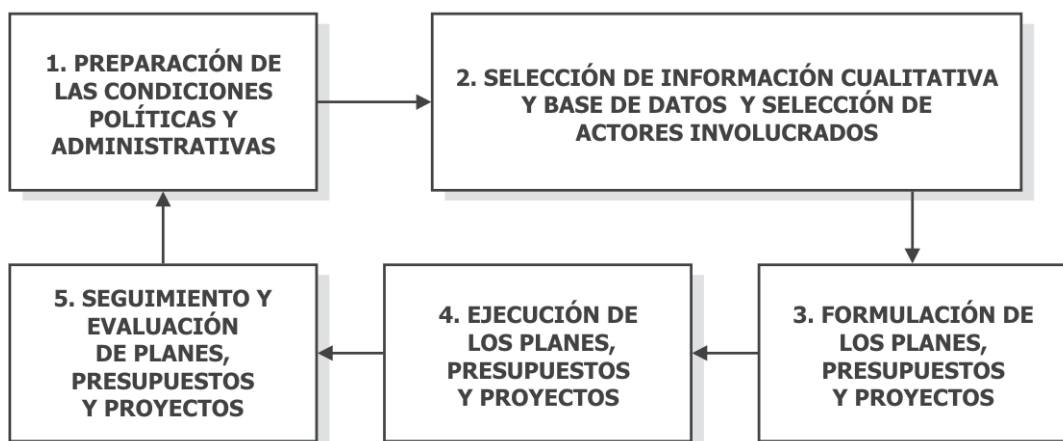 1. PREPARACIÓN DE
LAS CONDICIONES
POLÍTICAS Y
ADMINISTRATIVAS
2. SELECCIÓN DE INFORMACIÓN CUALITATIVA
Y BASE DE DATOS Y SELECCIÓN DE
ACTORES INVOLUCRADOS
3. FORMULACIÓN DE
LOS PLANES,
PRESUPUESTOS
Y PROYECTOS
4. EJECUCIÓN DE
LOS PLANES,
PRESUPUESTOS
Y PROYECTOS
5. SEGUIMIENTO Y
EVALUACIÓN
DE PLANES,
PRESUPUESTOS
Y PROYECTOS